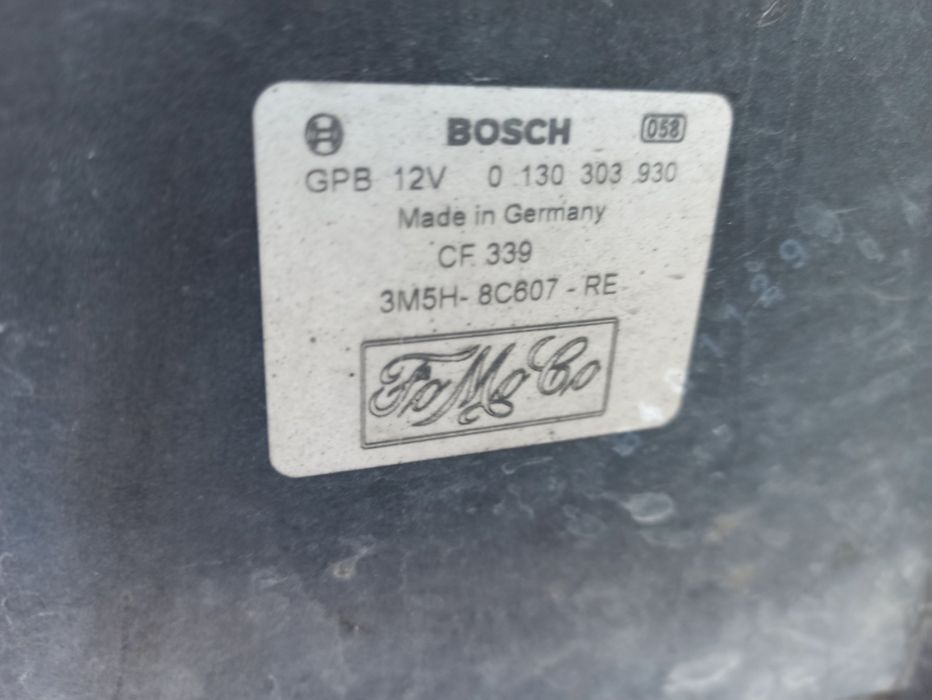 BOSCH 058
GPB 12V 0 130 303 930
Made in Germany
CF 339
3M5H- 8C607 - RE
FoMoCo